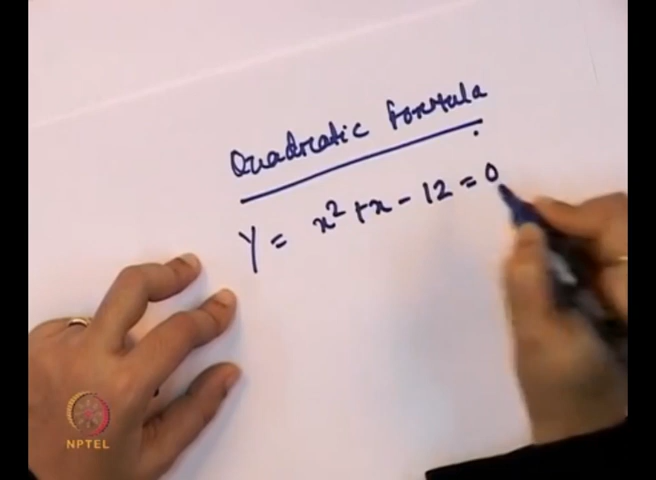 Quadratic Formula
Y = x² + x - 12 = 0
NPTEL